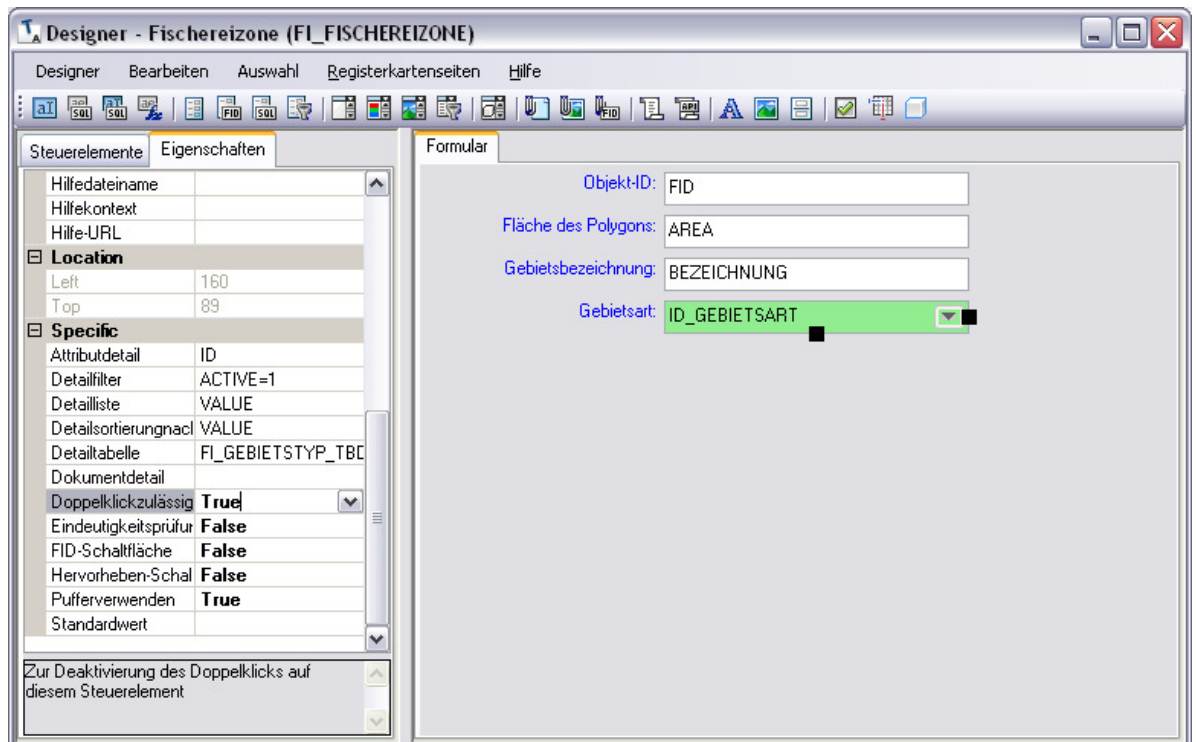 Designer - Fischereizone (FI_FISCHEREIZONE)
Designer Bearbeiten Auswahl Registerkartenseiten Hilfe
Steuerelemente Eigenschaften
Hilfedateiname
Hilfekontext
Hilfe-URL
Location
Left 160
Top 89
Specific
Attributdetail ID
Detailfilter ACTIVE=1
Detailliste VALUE
Detailsortierungnacl VALUE
Detailtabelle FI_GEBIETSTYP_TBD
Dokumentdetail
Doppelklickzulässig True
Eindeutigkeitsprüfur False
FID-Schaltfläche False
Hervorheben-Schal False
Pufferverwenden True
Standardwert
Zur Deaktivierung des Doppelklicks auf
diesem Steuerelement
Formular
Objekt-ID: FID
Fläche des Polygons: AREA
Gebietsbezeichnung: BEZEICHNUNG
Gebietsart: ID_GEBIETSART